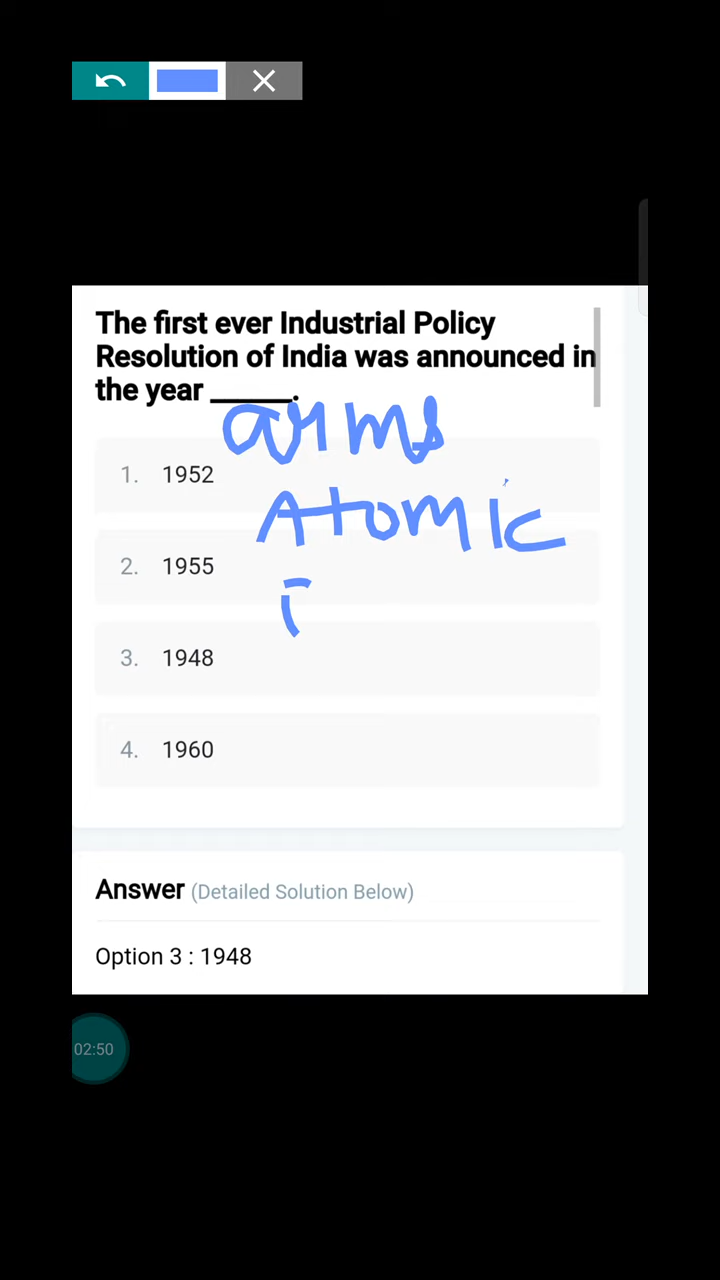 The first ever Industrial Policy
Resolution of India was announced in
the year ______.
arms
1. 1952
Atomic
2. 1955
3. 1948
4. 1960
Answer (Detailed Solution Below)
Option 3 : 1948
02:50